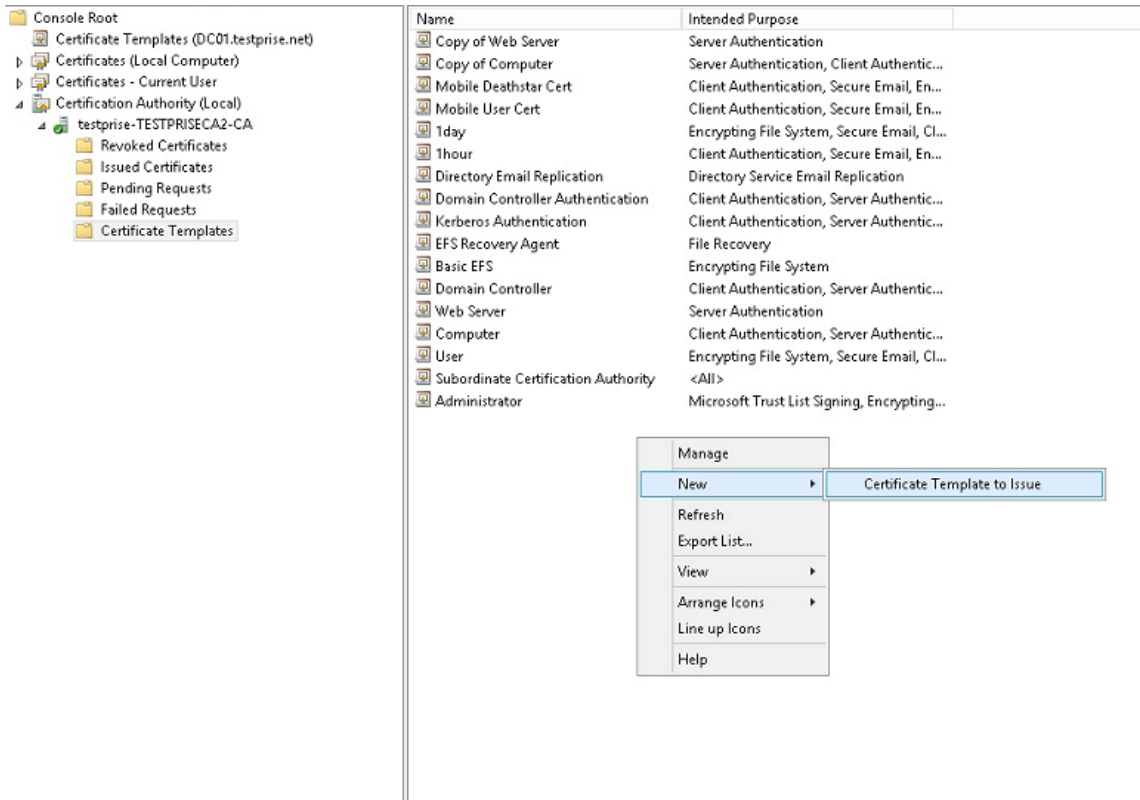 Console Root
Certificate Templates (DC01.testprise.net)
Certificates (Local Computer)
Certificates - Current User
Certification Authority (Local)
testprise-TESTPRISECA2-CA
Revoked Certificates
Issued Certificates
Pending Requests
Failed Requests
Certificate Templates
Name Intended Purpose
Copy of Web Server Server Authentication
Copy of Computer Server Authentication, Client Authentic...
Mobile Deathstar Cert Client Authentication, Secure Email, En...
Mobile User Cert Client Authentication, Secure Email, En...
1day Encrypting File System, Secure Email, Cl...
1hour Client Authentication, Secure Email, En...
Directory Email Replication Directory Service Email Replication
Domain Controller Authentication Client Authentication, Server Authentic...
Kerberos Authentication Client Authentication, Server Authentic...
EFS Recovery Agent File Recovery
Basic EFS Encrypting File System
Domain Controller Client Authentication, Server Authentic...
Web Server Server Authentication
Computer Client Authentication, Server Authentic...
User Encrypting File System, Secure Email, Cl...
Subordinate Certification Authority <All>
Administrator Microsoft Trust List Signing, Encrypting...
Manage
New Certificate Template to Issue
Refresh
Export List...
View
Arrange Icons
Line up Icons
Help